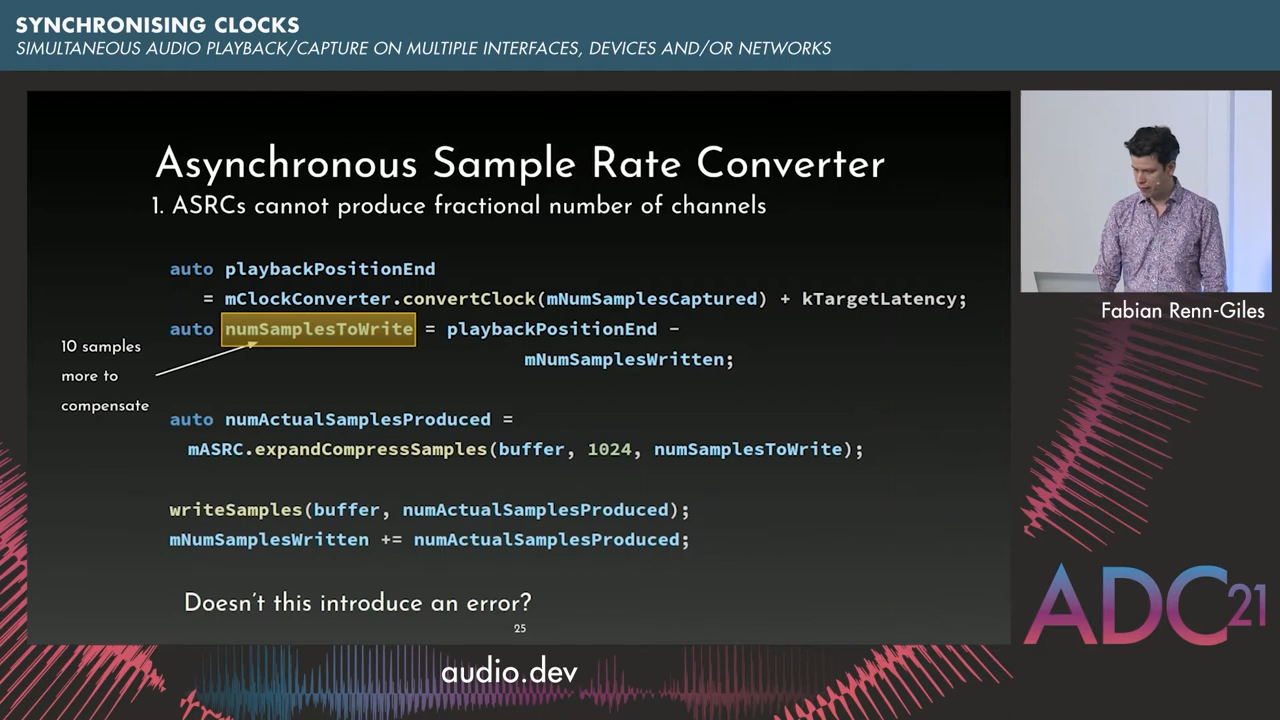 SYNCHRONISING CLOCKS
SIMULTANEOUS AUDIO PLAYBACK/CAPTURE ON MULTIPLE INTERFACES, DEVICES AND/OR NETWORKS
Asynchronous Sample Rate Converter
1. ASRCs cannot produce fractional number of channels
auto playbackPositionEnd
= mClockConverter.convertClock(mNumSamplesCaptured) + kTargetLatency;
auto numSamplesToWrite = playbackPositionEnd -
mNumSamplesWritten;
10 samples
more to
compensate
auto numActualSamplesProduced =
mASRC.expandCompressSamples(buffer, 1024, numSamplesToWrite);
writeSamples(buffer, numActualSamplesProduced);
mNumSamplesWritten += numActualSamplesProduced;
Doesn't this introduce an error?
25
Fabian Renn-Giles
ADC21
audio.dev